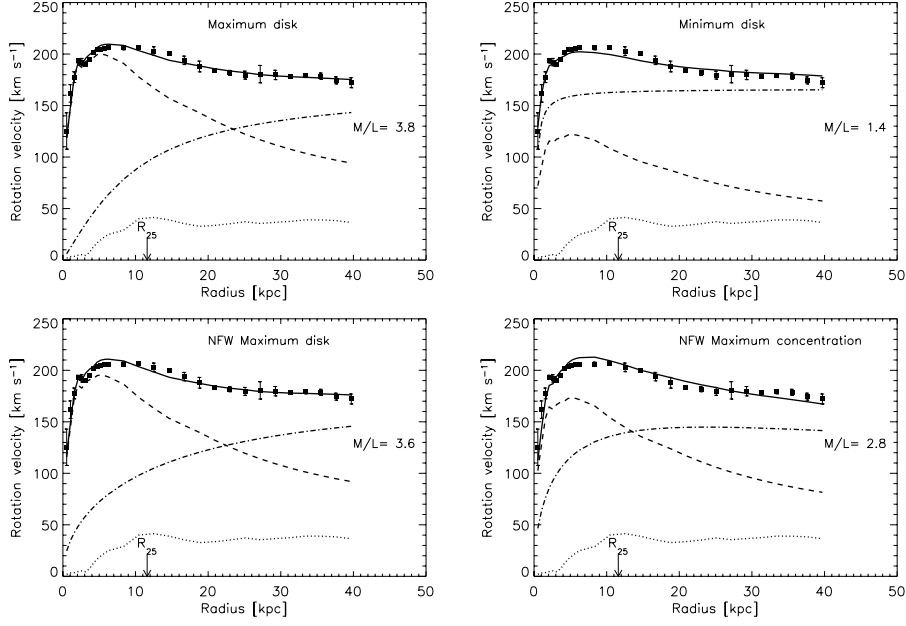 Maximum disk
Rotation velocity [km s⁻¹]
250
200
150
100
50
0
M/L= 3.8
R₂₅
0 10 20 30 40 50
Radius [kpc]
Minimum disk
Rotation velocity [km s⁻¹]
250
200
150
100
50
0
M/L= 1.4
R₂₅
0 10 20 30 40 50
Radius [kpc]
NFW Maximum disk
Rotation velocity [km s⁻¹]
250
200
150
100
50
0
M/L= 3.6
R₂₅
0 10 20 30 40 50
Radius [kpc]
NFW Maximum concentration
Rotation velocity [km s⁻¹]
250
200
150
100
50
0
M/L= 2.8
R₂₅
0 10 20 30 40 50
Radius [kpc]